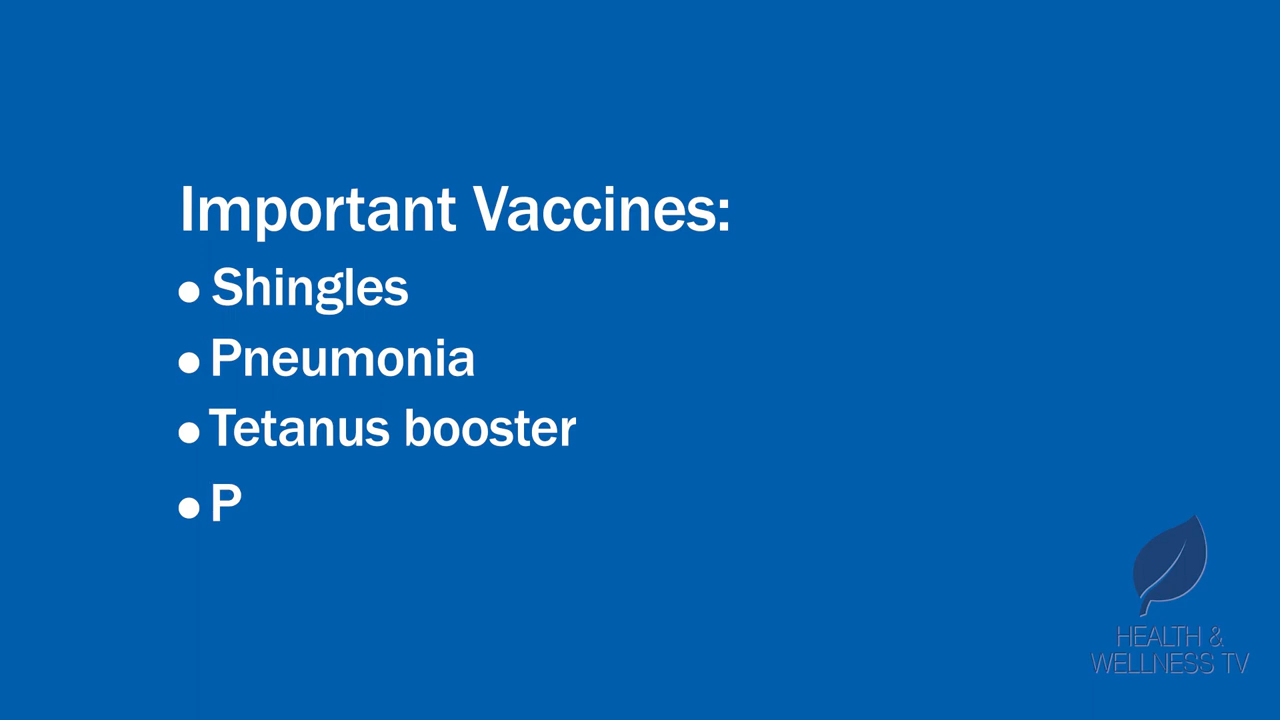 Important Vaccines:
• Shingles
• Pneumonia
• Tetanus booster
• P
HEALTH &
WELLNESS TV